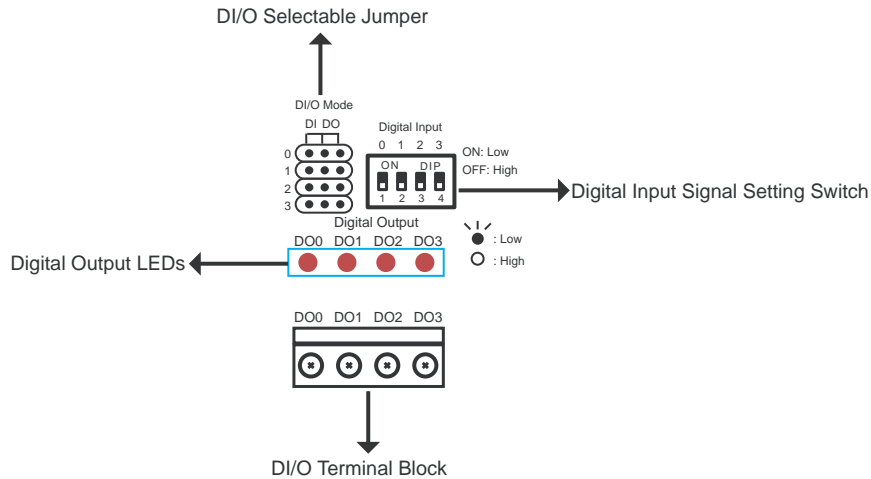 DI/O Selectable Jumper
DI/O Mode
DI DO
0
1
2
3
Digital Input
0 1 2 3
ON DIP
1 2 3 4
ON: Low
OFF: High
Digital Input Signal Setting Switch
Digital Output
DO0 DO1 DO2 DO3
: Low
: High
Digital Output LEDs
DO0 DO1 DO2 DO3
DI/O Terminal Block